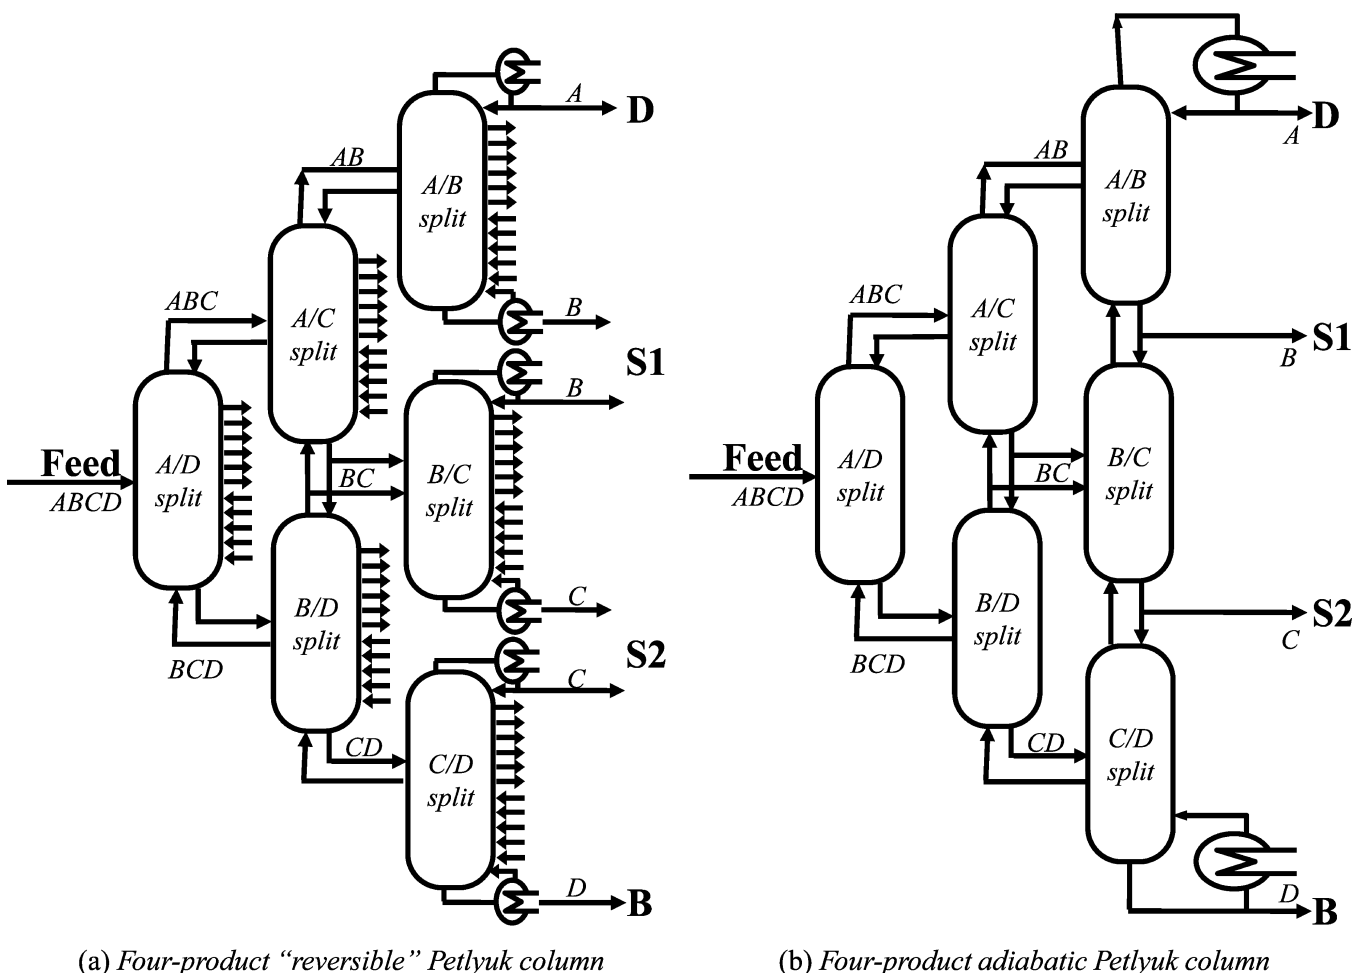 A
D
AB
A/B
split
ABC
A/C
split
B
S1
B
Feed
ABCD
A/D
split
BC
B/C
split
C
B/D
split
S2
C
BCD
CD
C/D
split
D
B
(a) Four-product “reversible” Petlyuk column
D
A
AB
A/B
split
ABC
A/C
split
S1
B
Feed
ABCD
A/D
split
BC
B/C
split
B/D
split
S2
C
BCD
CD
C/D
split
D
B
(b) Four-product adiabatic Petlyuk column